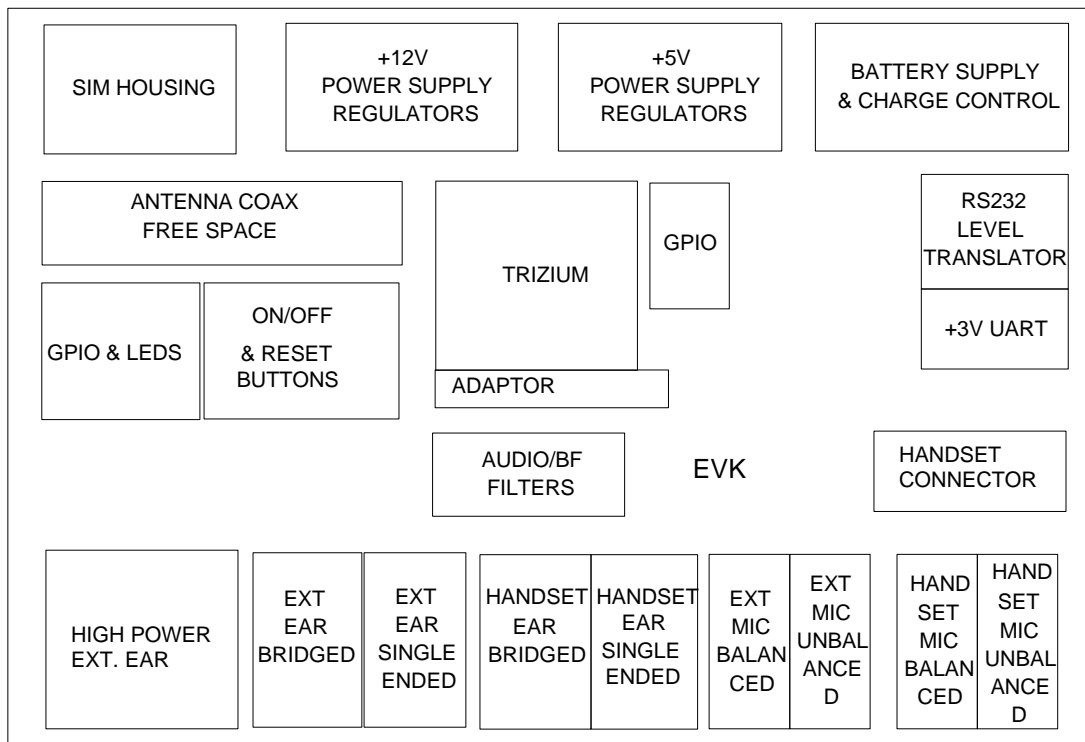 SIM HOUSING
+12V
POWER SUPPLY
REGULATORS
+5V
POWER SUPPLY
REGULATORS
BATTERY SUPPLY
& CHARGE CONTROL
ANTENNA COAX
FREE SPACE
TRIZIUM
GPIO
RS232
LEVEL
TRANSLATOR
+3V UART
GPIO & LEDS
ON/OFF
& RESET
BUTTONS
ADAPTOR
AUDIO/BF
FILTERS
EVK
HANDSET
CONNECTOR
HIGH POWER
EXT. EAR
EXT
EAR
BRIDGED
EXT
EAR
SINGLE
ENDED
HANDSET
EAR
BRIDGED
HANDSET
EAR
SINGLE
ENDED
EXT
MIC
BALAN
CED
EXT
MIC
UNBAL
ANCE
D
HAND
SET
MIC
BALAN
CED
HAND
SET
MIC
UNBAL
ANCE
D